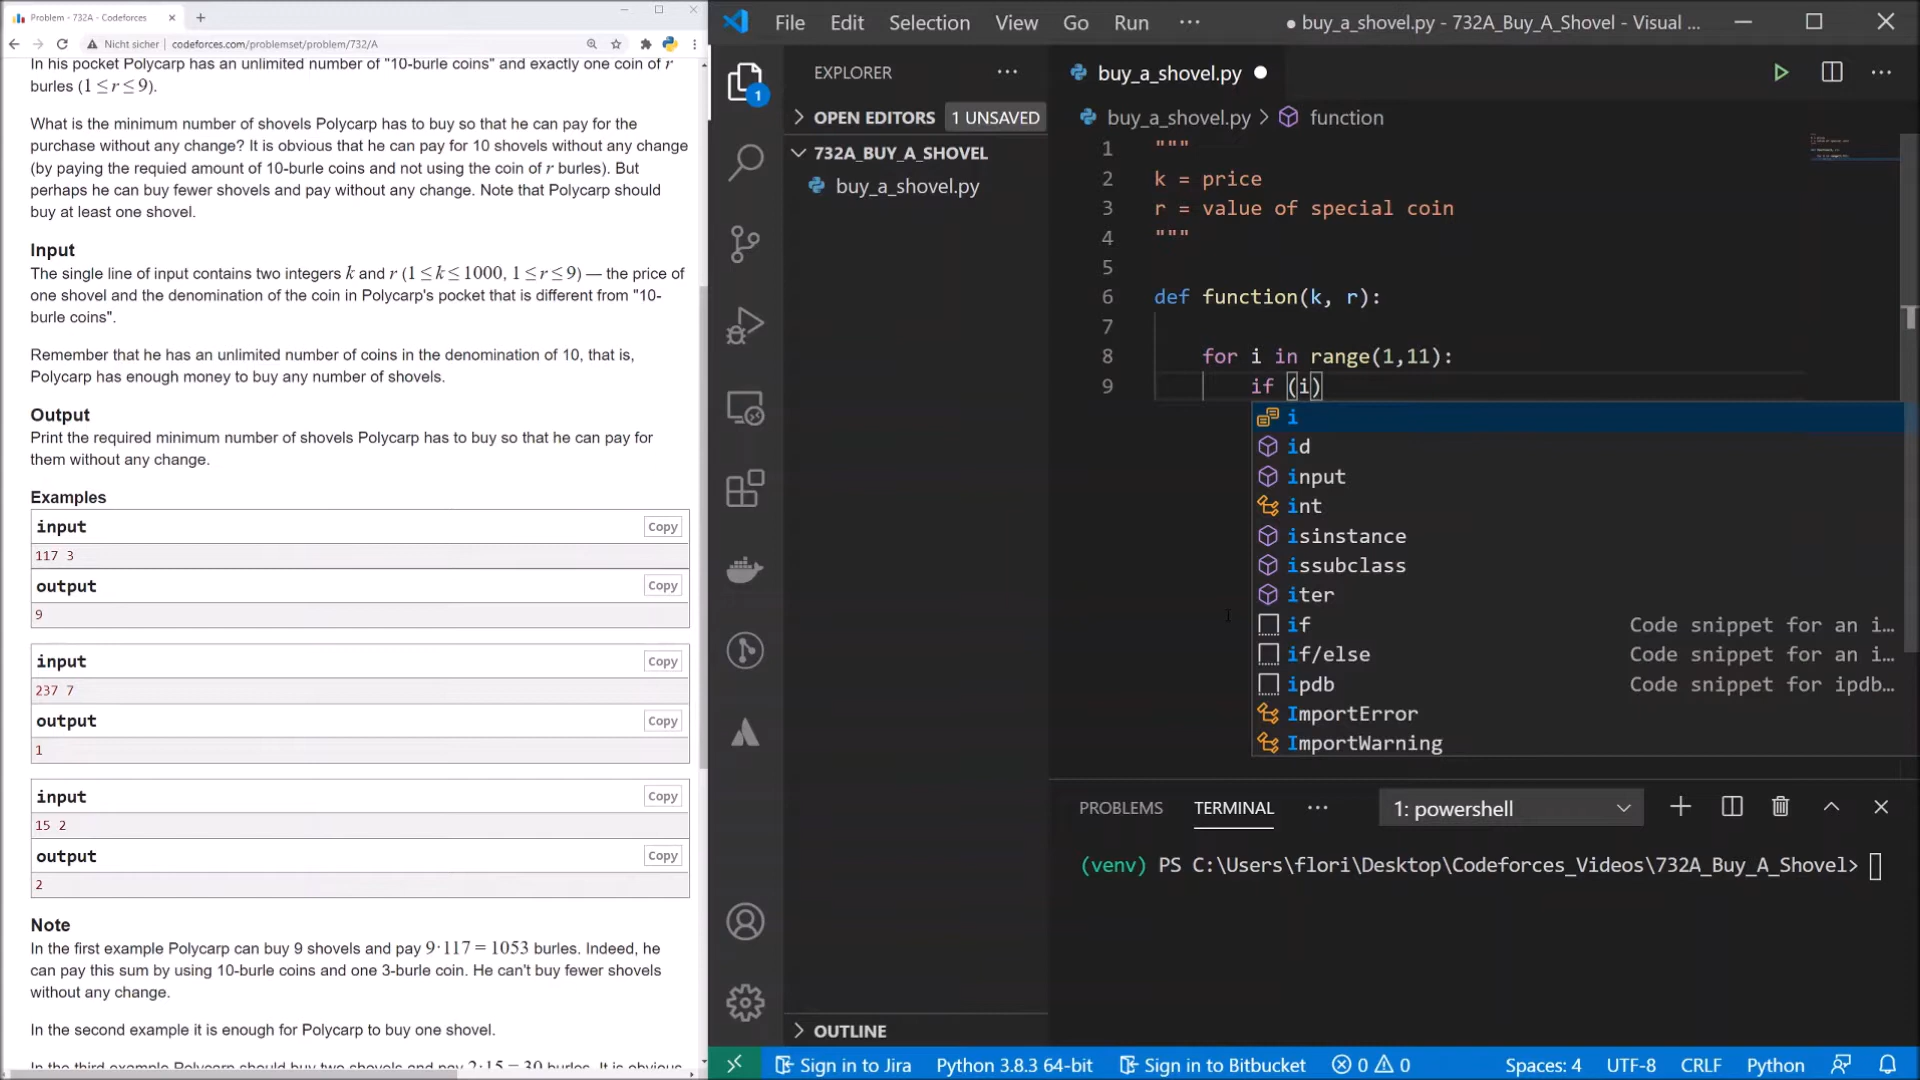 Problem - 732A - Codeforces
Nicht sicher | codeforces.com/problemset/problem/732/A
In his pocket Polycarp has an unlimited number of "10-burle coins" and exactly one coin of r
burles (1 ≤ r ≤ 9).
What is the minimum number of shovels Polycarp has to buy so that he can pay for the
purchase without any change? It is obvious that he can pay for 10 shovels without any change
(by paying the requied amount of 10-burle coins and not using the coin of r burles). But
perhaps he can buy fewer shovels and pay without any change. Note that Polycarp should
buy at least one shovel.
Input
The single line of input contains two integers k and r (1 ≤ k ≤ 1000, 1 ≤ r ≤ 9) — the price of
one shovel and the denomination of the coin in Polycarp's pocket that is different from "10-
burle coins".
Remember that he has an unlimited number of coins in the denomination of 10, that is,
Polycarp has enough money to buy any number of shovels.
Output
Print the required minimum number of shovels Polycarp has to buy so that he can pay for
them without any change.
Examples
input
Copy
117 3
output
Copy
9
input
Copy
237 7
output
Copy
1
input
Copy
15 2
output
Copy
2
Note
In the first example Polycarp can buy 9 shovels and pay 9·117 = 1053 burles. Indeed, he
can pay this sum by using 10-burle coins and one 3-burle coin. He can't buy fewer shovels
without any change.
In the second example it is enough for Polycarp to buy one shovel.
In the third example Polycarp should buy two shovels and pay 2·15 = 30 burles. It is obvious
File Edit Selection View Go Run ···
● buy_a_shovel.py - 732A_Buy_A_Shovel - Visual ...
EXPLORER
OPEN EDITORS 1 UNSAVED
732A_BUY_A_SHOVEL
buy_a_shovel.py
OUTLINE
1
buy_a_shovel.py ●
buy_a_shovel.py > function
1 """
2 k = price
3 r = value of special coin
4 """
5
6 def function(k, r):
7
8 for i in range(1,11):
9 if (i)
i
id
input
int
isinstance
issubclass
iter
if Code snippet for an i…
if/else Code snippet for an i…
ipdb Code snippet for ipdb…
ImportError
ImportWarning
PROBLEMS TERMINAL ··· 1: powershell
(venv) PS C:\Users\flori\Desktop\Codeforces_Videos\732A_Buy_A_Shovel>
Sign in to Jira Python 3.8.3 64-bit Sign in to Bitbucket 0 0 Spaces: 4 UTF-8 CRLF Python